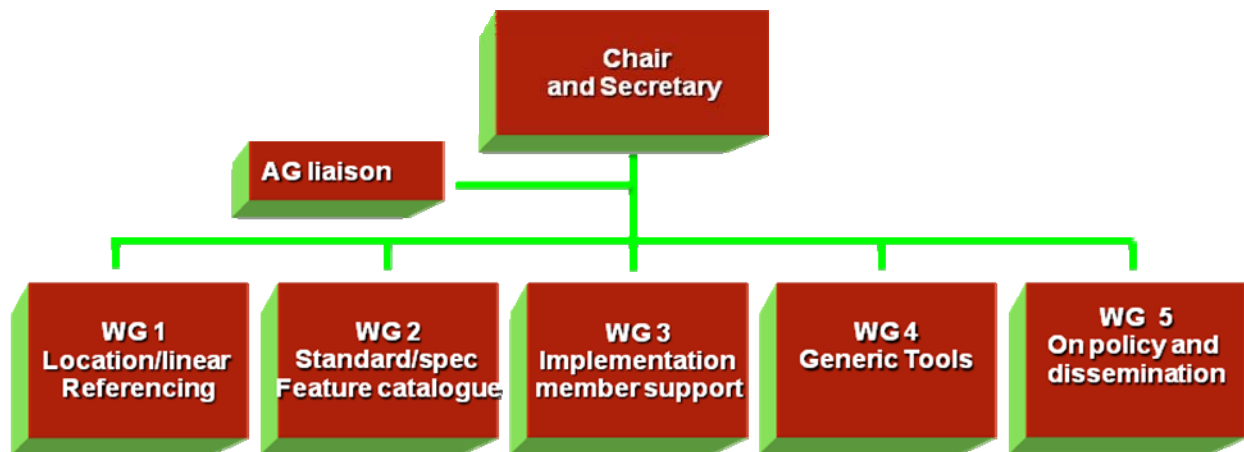 Chair
and Secretary
AG liaison
WG 1
Location/linear
Referencing
WG 2
Standard/spec
Feature catalogue
WG 3
Implementation
member support
WG 4
Generic Tools
WG 5
On policy and
dissemination